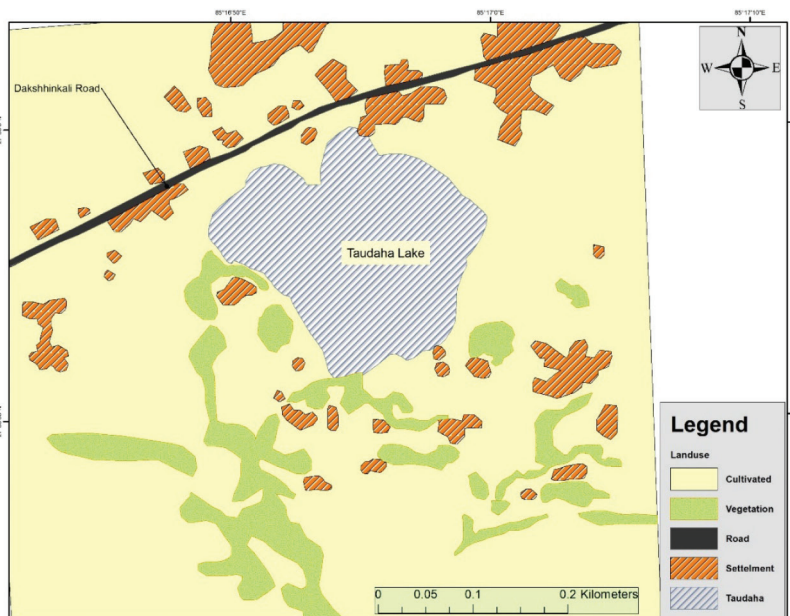 85°16'50"E
85°17'0"E
85°17'10"E
N
W
E
S
Dakshhinkali Road
Taudaha Lake
Legend
Landuse
Cultivated
Vegetation
Road
Settelment
Taudaha
0 0.05 0.1 0.2 Kilometers